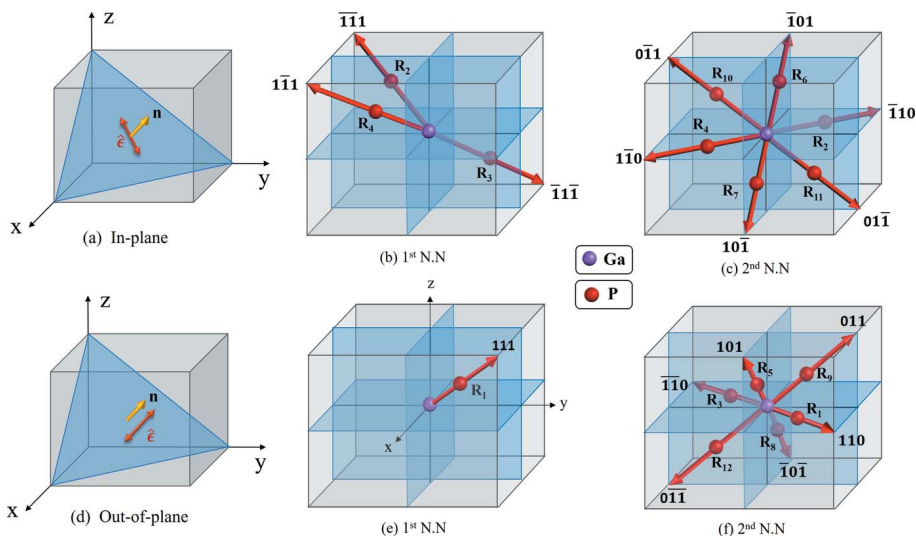 z
n
ε̂
y
x
(a) In-plane
1̅1̅1
R₂
11̅1
R₄
R₃
1̅11̅
(b) 1ˢᵗ N.N
1̅01
01̅1
R₁₀
R₆
1̅10
R₄
R₂
11̅0
R₇
R₁₁
011̅
101̅
(c) 2ⁿᵈ N.N
Ga
P
z
n
ε̂
y
x
(d) Out-of-plane
z
111
R₁
y
x
(e) 1ˢᵗ N.N
011
101
R₅
R₉
1̅1̅0
R₃
R₁
R₈
110
R₁₂
01̅1̅
1̅01̅
(f) 2ⁿᵈ N.N